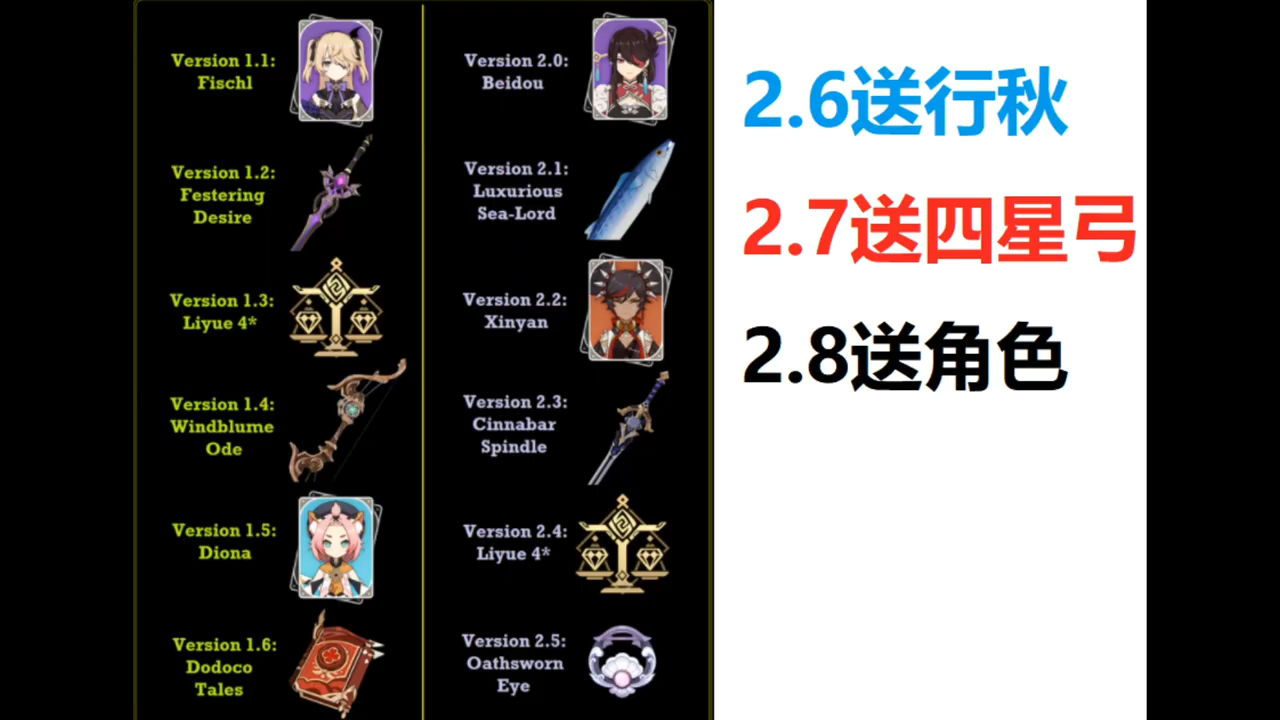 Version 1.1:
Fischl
Version 1.2:
Festering
Desire
Version 1.3:
Liyue 4*
Version 1.4:
Windblume
Ode
Version 1.5:
Diona
Version 1.6:
Dodoco
Tales
Version 2.0:
Beidou
Version 2.1:
Luxurious
Sea-Lord
Version 2.2:
Xinyan
Version 2.3:
Cinnabar
Spindle
Version 2.4:
Liyue 4*
Version 2.5:
Oathsworn
Eye
2.6送行秋
2.7送四星弓
2.8送角色